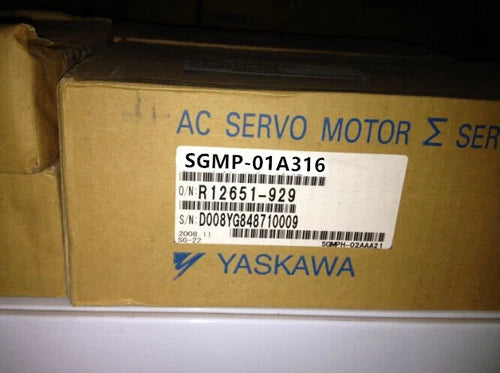 AC SERVO MOTOR Σ SER
SGMP-01A316
O/N: R12651-929
S/N: D008YG848710009
2008.11
SG-22
SGMPH-02AAA21
YASKAWA